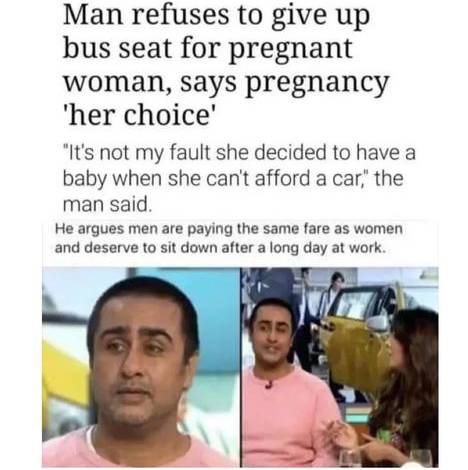 Man refuses to give up
bus seat for pregnant
woman, says pregnancy
'her choice'
"It's not my fault she decided to have a
baby when she can't afford a car," the
man said.
He argues men are paying the same fare as women
and deserve to sit down after a long day at work.